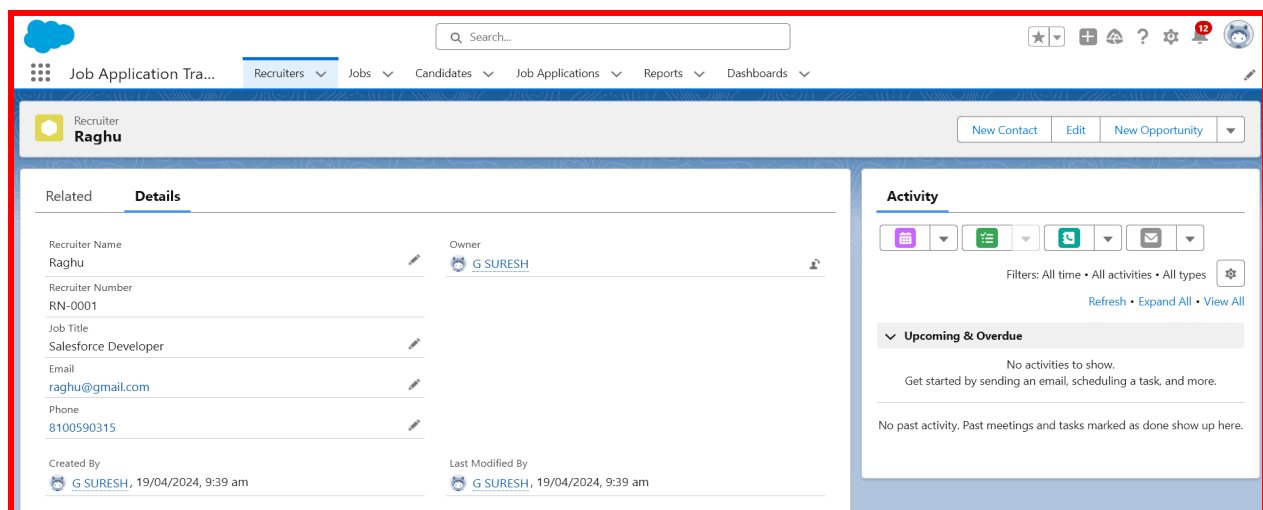 Search...
12
Job Application Tra...
Recruiters
Jobs
Candidates
Job Applications
Reports
Dashboards
Recruiter
Raghu
New Contact
Edit
New Opportunity
Related
Details
Recruiter Name
Raghu
Owner
G SURESH
Recruiter Number
RN-0001
Job Title
Salesforce Developer
Email
raghu@gmail.com
Phone
8100590315
Created By
G SURESH, 19/04/2024, 9:39 am
Last Modified By
G SURESH, 19/04/2024, 9:39 am
Activity
Filters: All time • All activities • All types
Refresh • Expand All • View All
Upcoming & Overdue
No activities to show.
Get started by sending an email, scheduling a task, and more.
No past activity. Past meetings and tasks marked as done show up here.